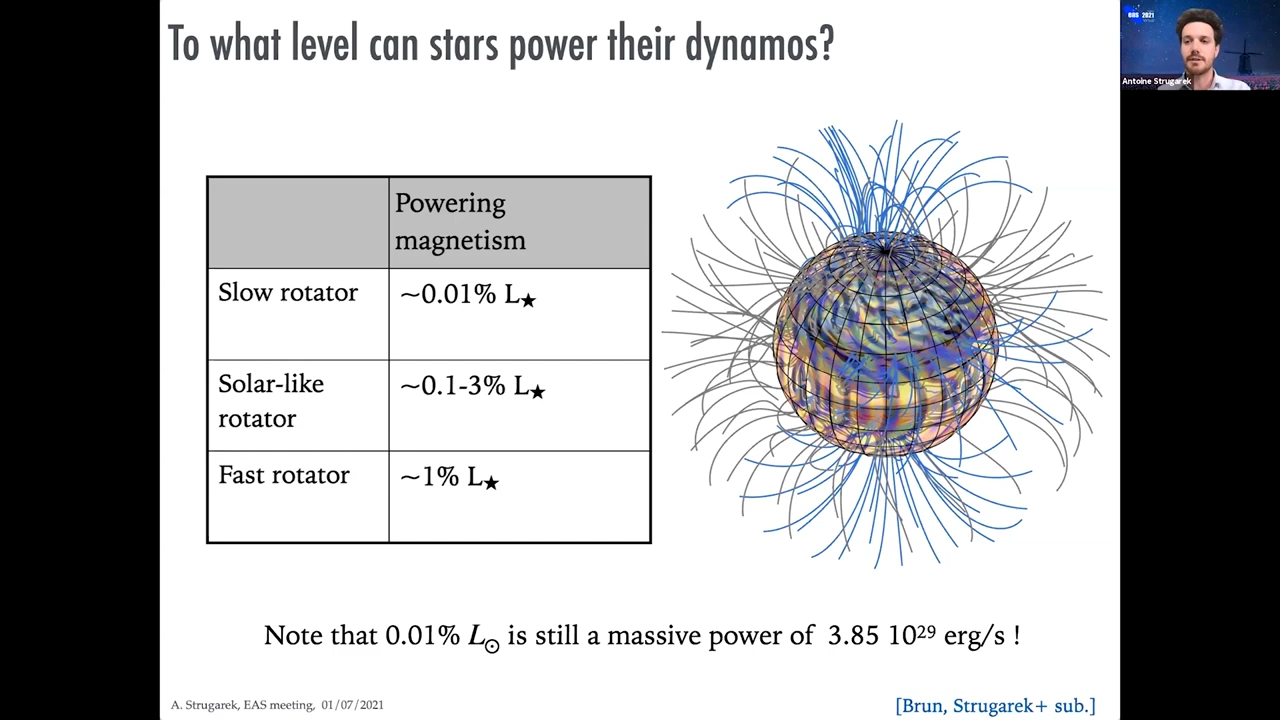 To what level can stars power their dynamos?
eas 2021
Antoine Strugarek
Powering
magnetism
Slow rotator
~0.01% L★
Solar-like
rotator
~0.1-3% L★
Fast rotator
~1% L★
Note that 0.01% L⊙ is still a massive power of 3.85 10²⁹ erg/s !
A. Strugarek, EAS meeting, 01/07/2021
[Brun, Strugarek+ sub.]